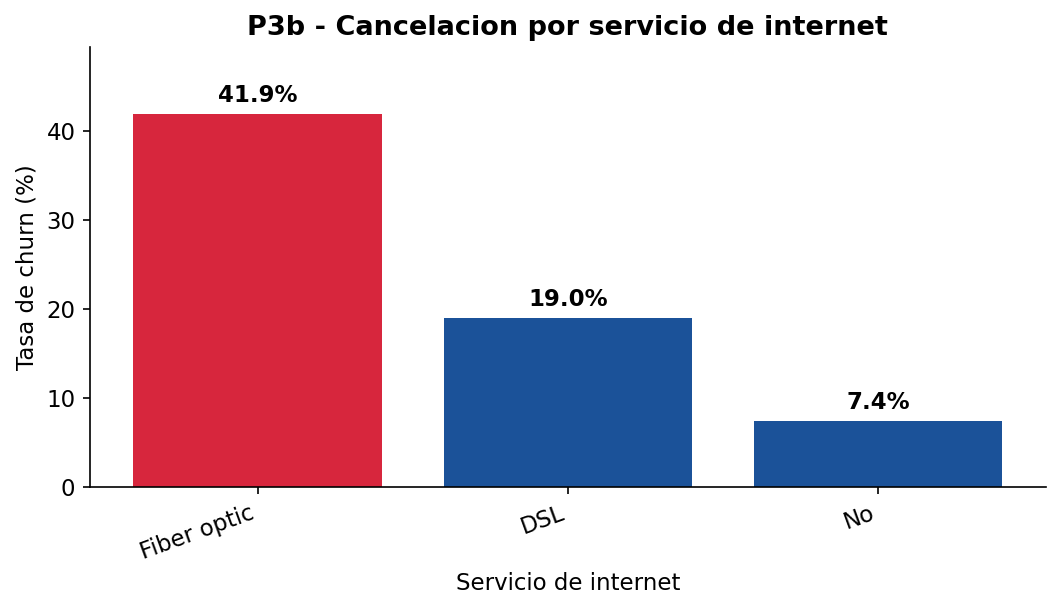 P3b - Cancelacion por servicio de internet
Tasa de churn (%)
40
30
20
10
0
41.9%
19.0%
7.4%
Fiber optic
DSL
No
Servicio de internet